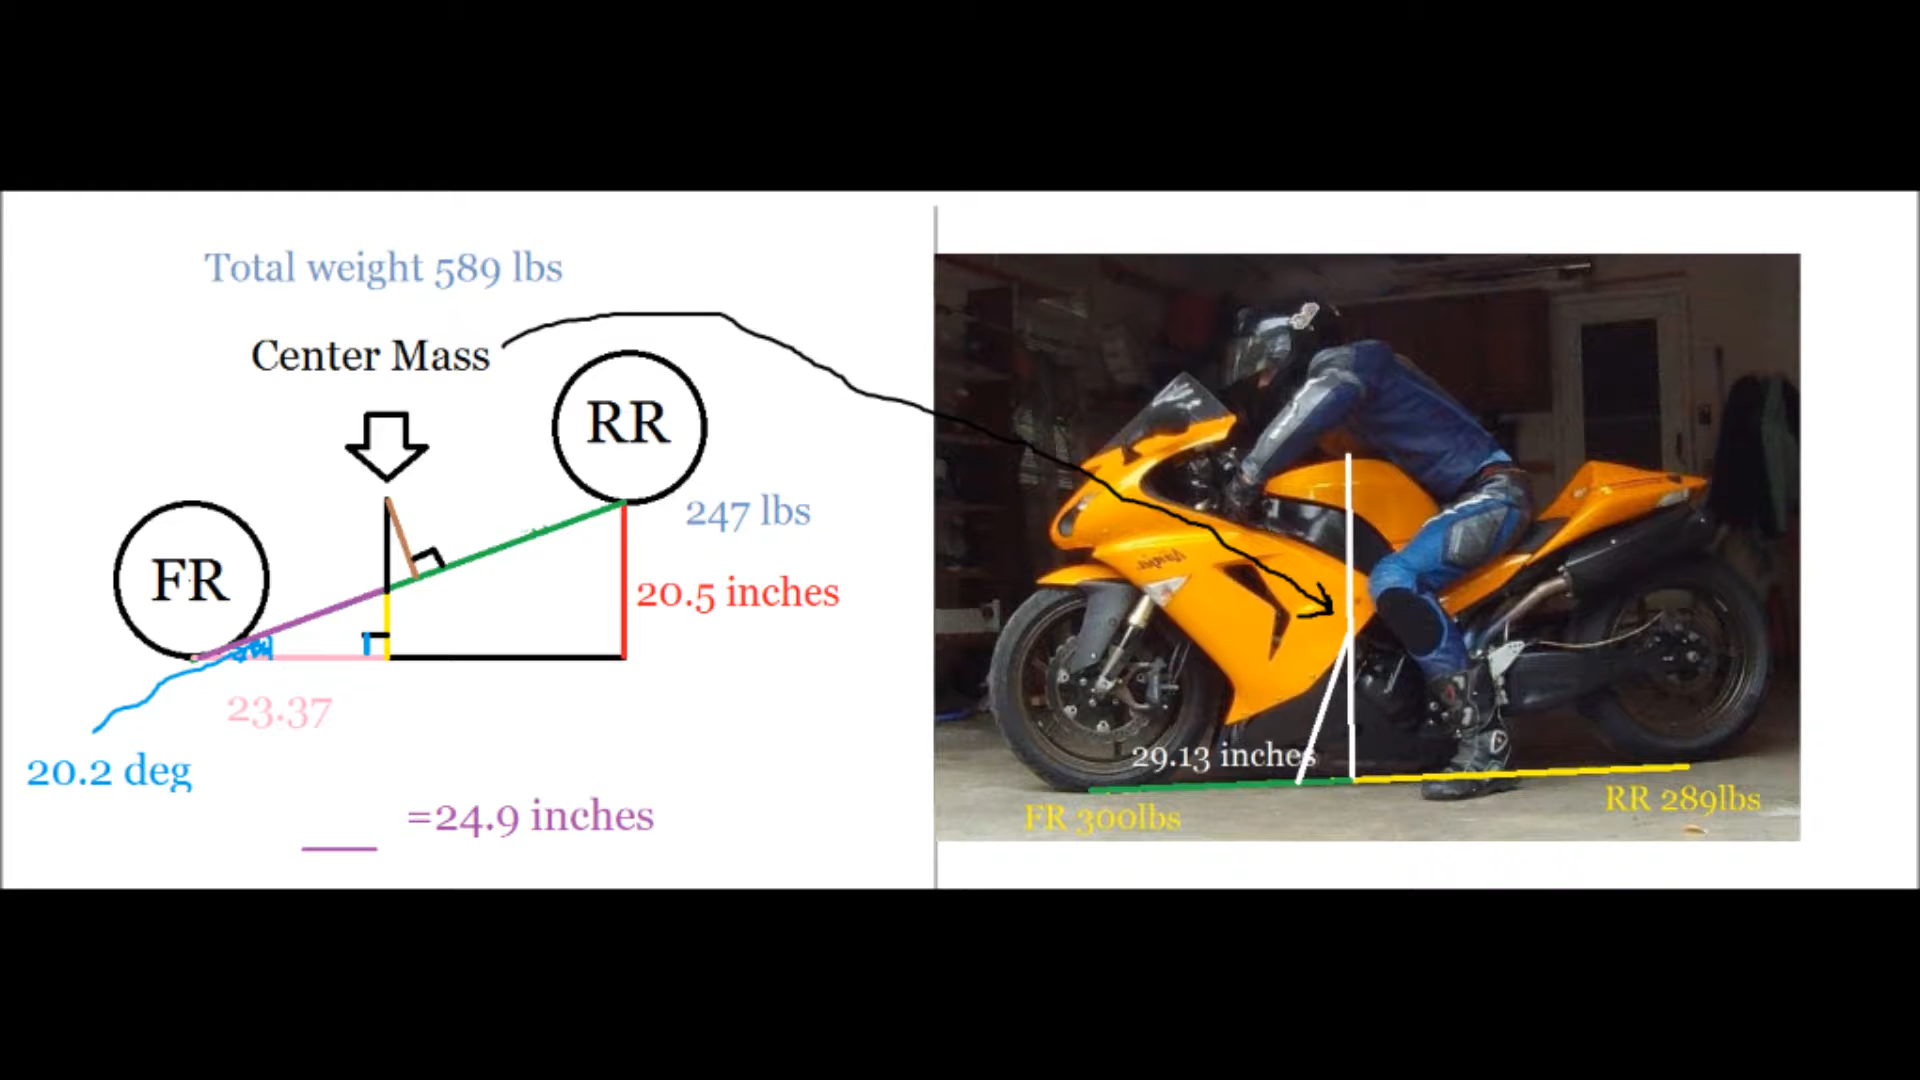 Total weight 589 lbs
Center Mass
RR
247 lbs
FR
20.5 inches
23.37
20.2 deg
=24.9 inches
Ninja
29.13 inches
FR 300lbs
RR 289lbs